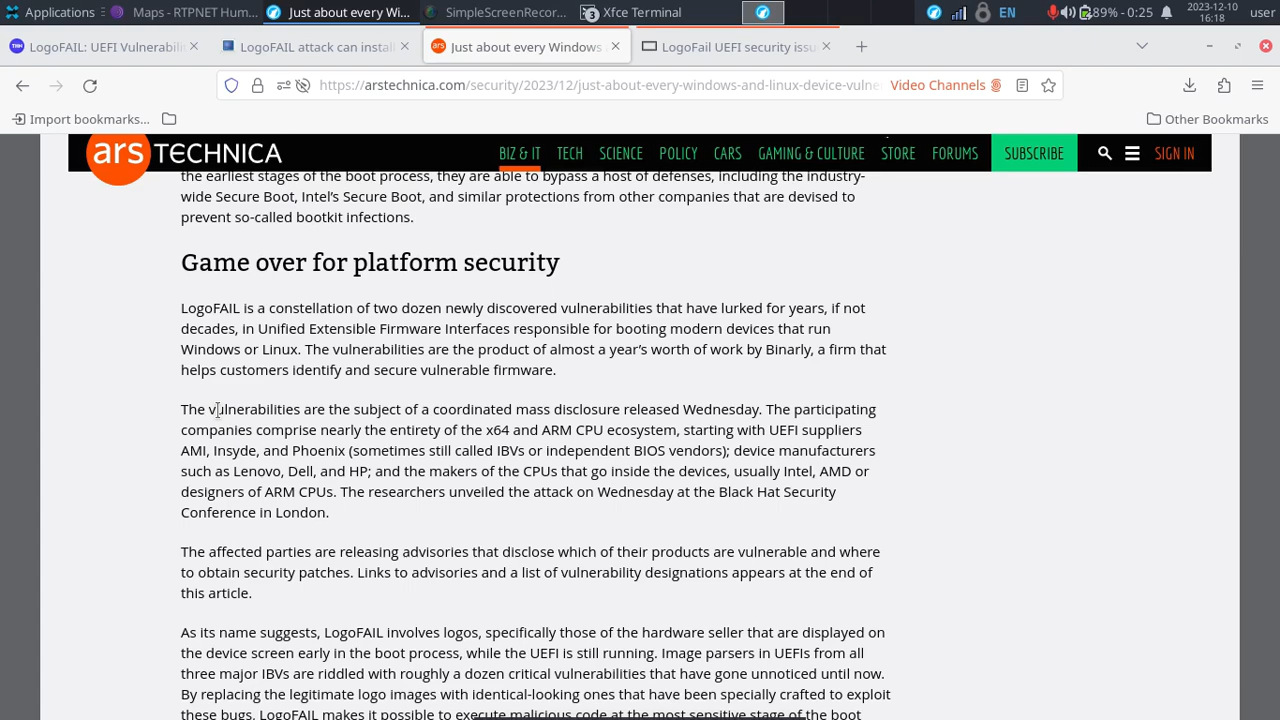 Applications
Maps - RTPNET Hum...
Just about every Wi...
SimpleScreenRecor...
3
Xfce Terminal
EN
89% - 0:25
2023-12-10
16:18
user
LogoFAIL: UEFI Vulnerabili
LogoFAIL attack can instal
Just about every Windows
LogoFail UEFI security issu
https://arstechnica.com/security/2023/12/just-about-every-windows-and-linux-device-vulne
Video Channels
Import bookmarks...
Other Bookmarks
ars TECHNICA
BIZ & IT
TECH
SCIENCE
POLICY
CARS
GAMING & CULTURE
STORE
FORUMS
SUBSCRIBE
SIGN IN
the earliest stages of the boot process, they are able to bypass a host of defenses, including the industry-
wide Secure Boot, Intel's Secure Boot, and similar protections from other companies that are devised to
prevent so-called bootkit infections.
Game over for platform security
LogoFAIL is a constellation of two dozen newly discovered vulnerabilities that have lurked for years, if not
decades, in Unified Extensible Firmware Interfaces responsible for booting modern devices that run
Windows or Linux. The vulnerabilities are the product of almost a year's worth of work by Binarly, a firm that
helps customers identify and secure vulnerable firmware.
The vulnerabilities are the subject of a coordinated mass disclosure released Wednesday. The participating
companies comprise nearly the entirety of the x64 and ARM CPU ecosystem, starting with UEFI suppliers
AMI, Insyde, and Phoenix (sometimes still called IBVs or independent BIOS vendors); device manufacturers
such as Lenovo, Dell, and HP; and the makers of the CPUs that go inside the devices, usually Intel, AMD or
designers of ARM CPUs. The researchers unveiled the attack on Wednesday at the Black Hat Security
Conference in London.
The affected parties are releasing advisories that disclose which of their products are vulnerable and where
to obtain security patches. Links to advisories and a list of vulnerability designations appears at the end of
this article.
As its name suggests, LogoFAIL involves logos, specifically those of the hardware seller that are displayed on
the device screen early in the boot process, while the UEFI is still running. Image parsers in UEFIs from all
three major IBVs are riddled with roughly a dozen critical vulnerabilities that have gone unnoticed until now.
By replacing the legitimate logo images with identical-looking ones that have been specially crafted to exploit
these bugs, LogoFAIL makes it possible to execute malicious code at the most sensitive stage of the boot